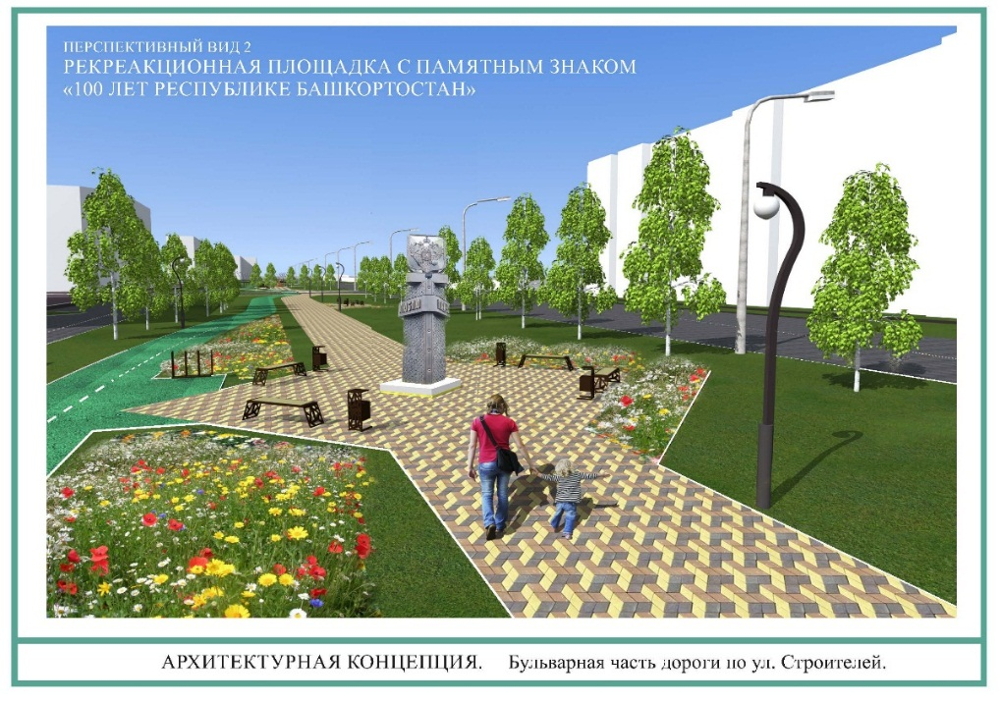 ПЕРСПЕКТИВНЫЙ ВИД 2
РЕКРЕАКЦИОННАЯ ПЛОЩАДКА С ПАМЯТНЫМ ЗНАКОМ
«100 ЛЕТ РЕСПУБЛИКЕ БАШКОРТОСТАН»
АРХИТЕКТУРНАЯ КОНЦЕПЦИЯ. Бульварная часть дороги по ул. Строителей.